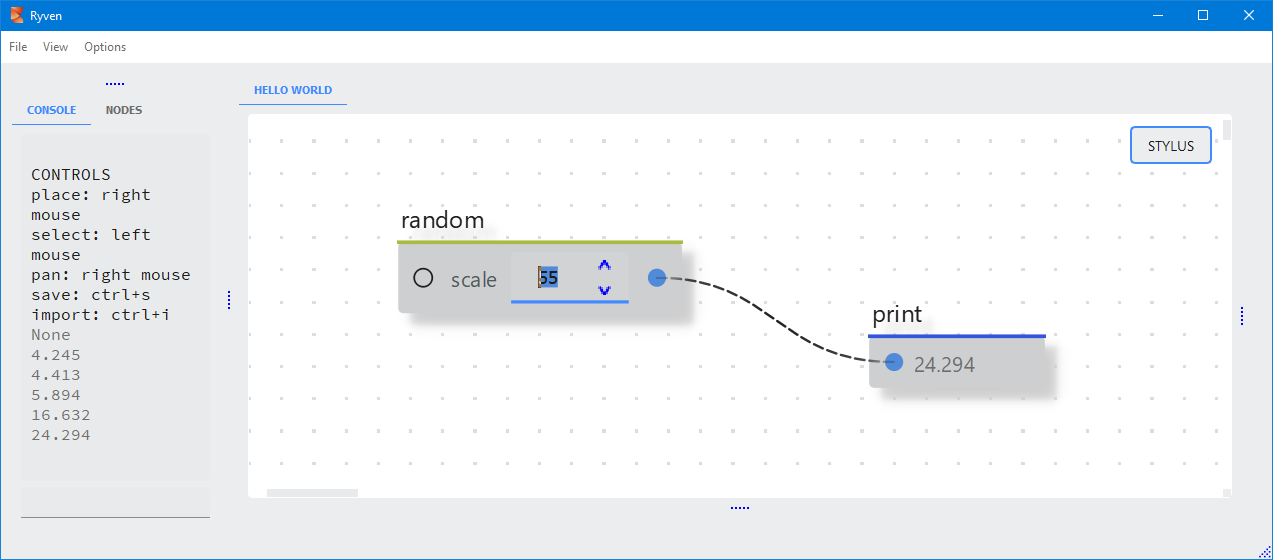 Ryven
File View Options
CONSOLE NODES
HELLO WORLD
STYLUS
CONTROLS
place: right
mouse
select: left
mouse
pan: right mouse
save: ctrl+s
import: ctrl+i
None
4.245
4.413
5.894
16.632
24.294
random
scale 55
print
24.294